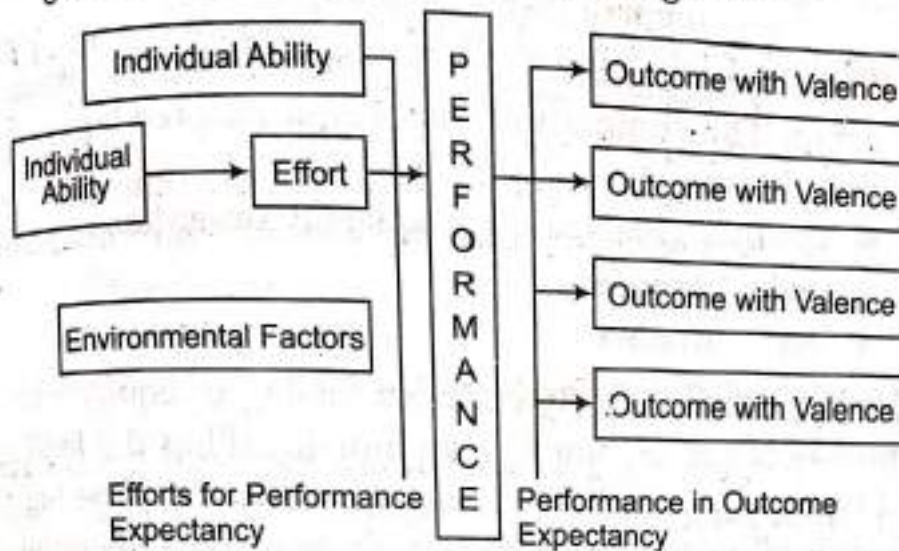 Individual Ability
Individual
Ability
Effort
Environmental Factors
Efforts for Performance
Expectancy
PERFORMANCE
Outcome with Valence
Outcome with Valence
Outcome with Valence
Outcome with Valence
Performance in Outcome
Expectancy